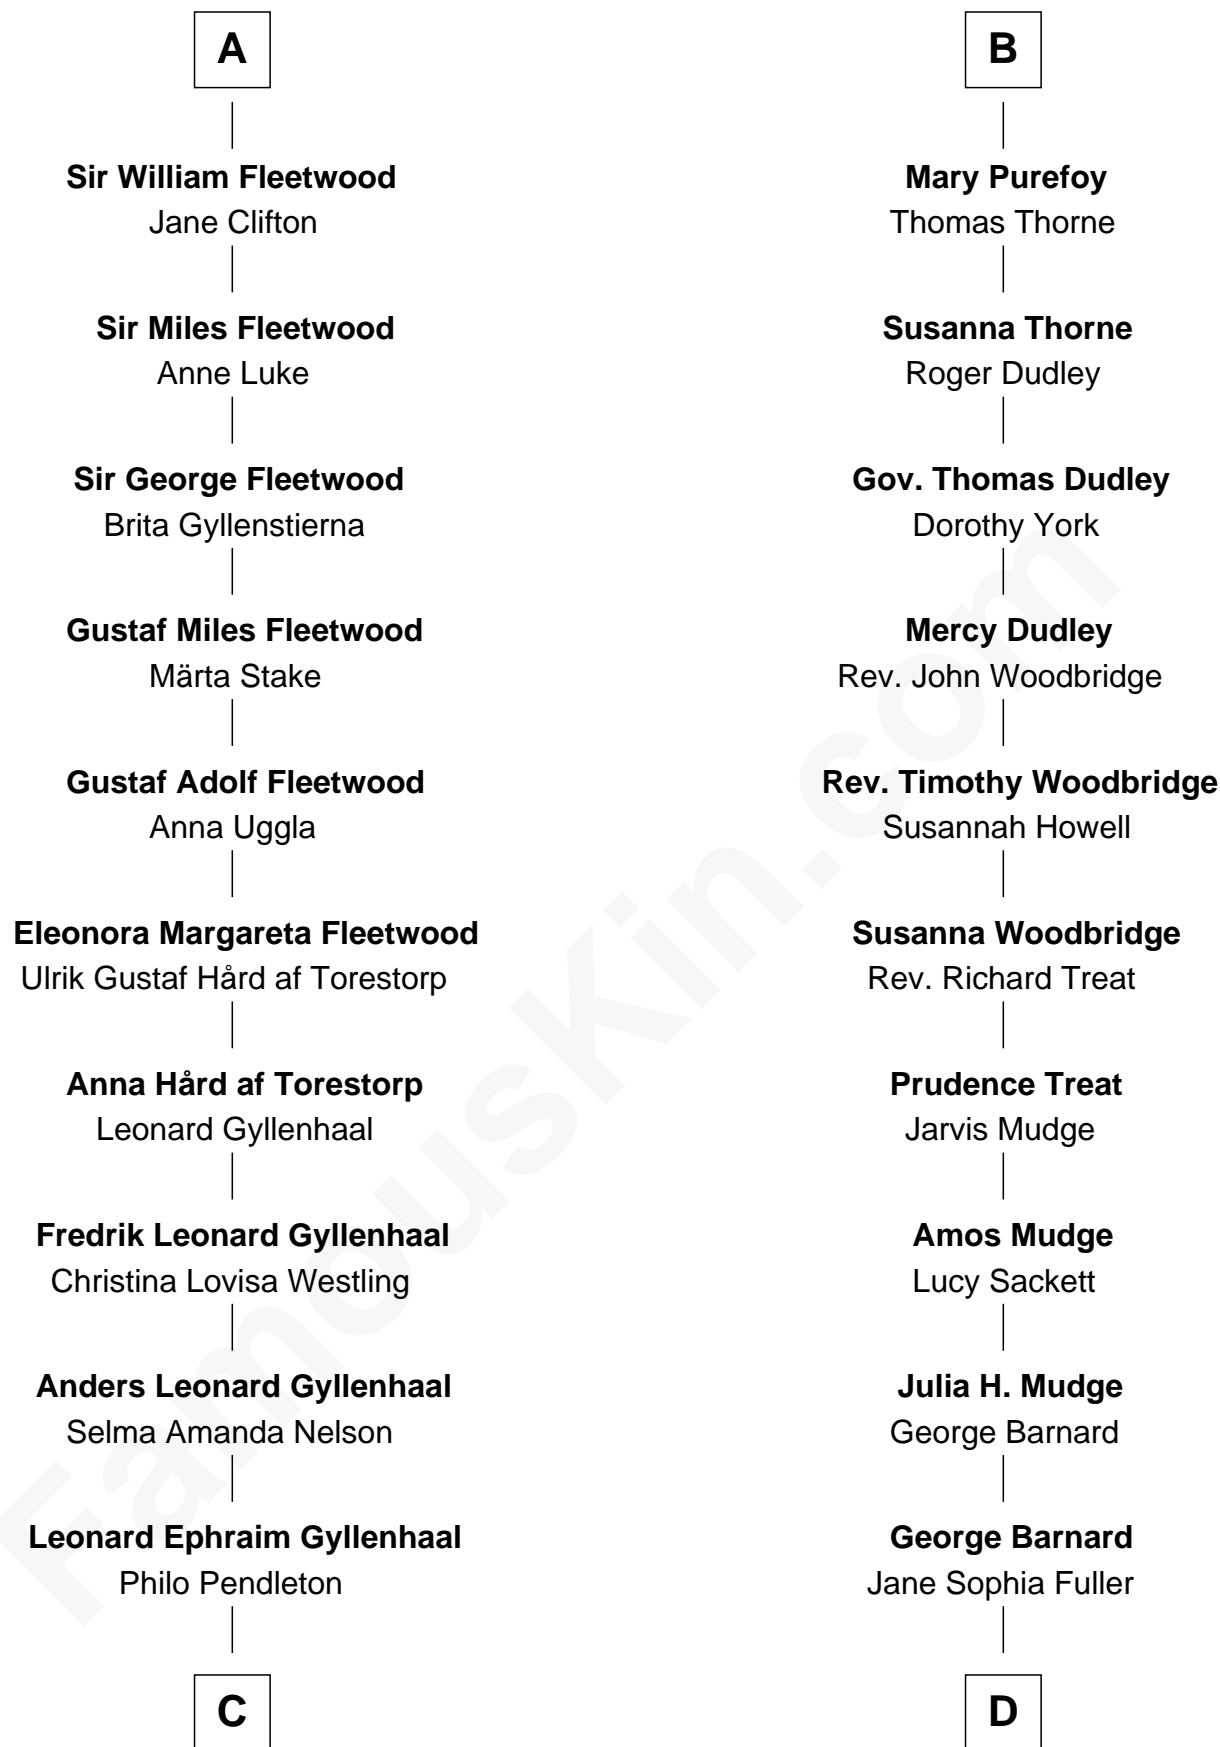 A
Sir William Fleetwood
Jane Clifton
Sir Miles Fleetwood
Anne Luke
Sir George Fleetwood
Brita Gyllenstierna
Gustaf Miles Fleetwood
Märta Stake
Gustaf Adolf Fleetwood
Anna Uggla
Eleonora Margareta Fleetwood
Ulrik Gustaf Hård af Torestorp
Anna Hård af Torestorp
Leonard Gyllenhaal
Fredrik Leonard Gyllenhaal
Christina Lovisa Westling
Anders Leonard Gyllenhaal
Selma Amanda Nelson
Leonard Ephraim Gyllenhaal
Philo Pendleton
C
B
Mary Purefoy
Thomas Thorne
Susanna Thorne
Roger Dudley
Gov. Thomas Dudley
Dorothy York
Mercy Dudley
Rev. John Woodbridge
Rev. Timothy Woodbridge
Susannah Howell
Susanna Woodbridge
Rev. Richard Treat
Prudence Treat
Jarvis Mudge
Amos Mudge
Lucy Sackett
Julia H. Mudge
George Barnard
George Barnard
Jane Sophia Fuller
D
FamousKin.com